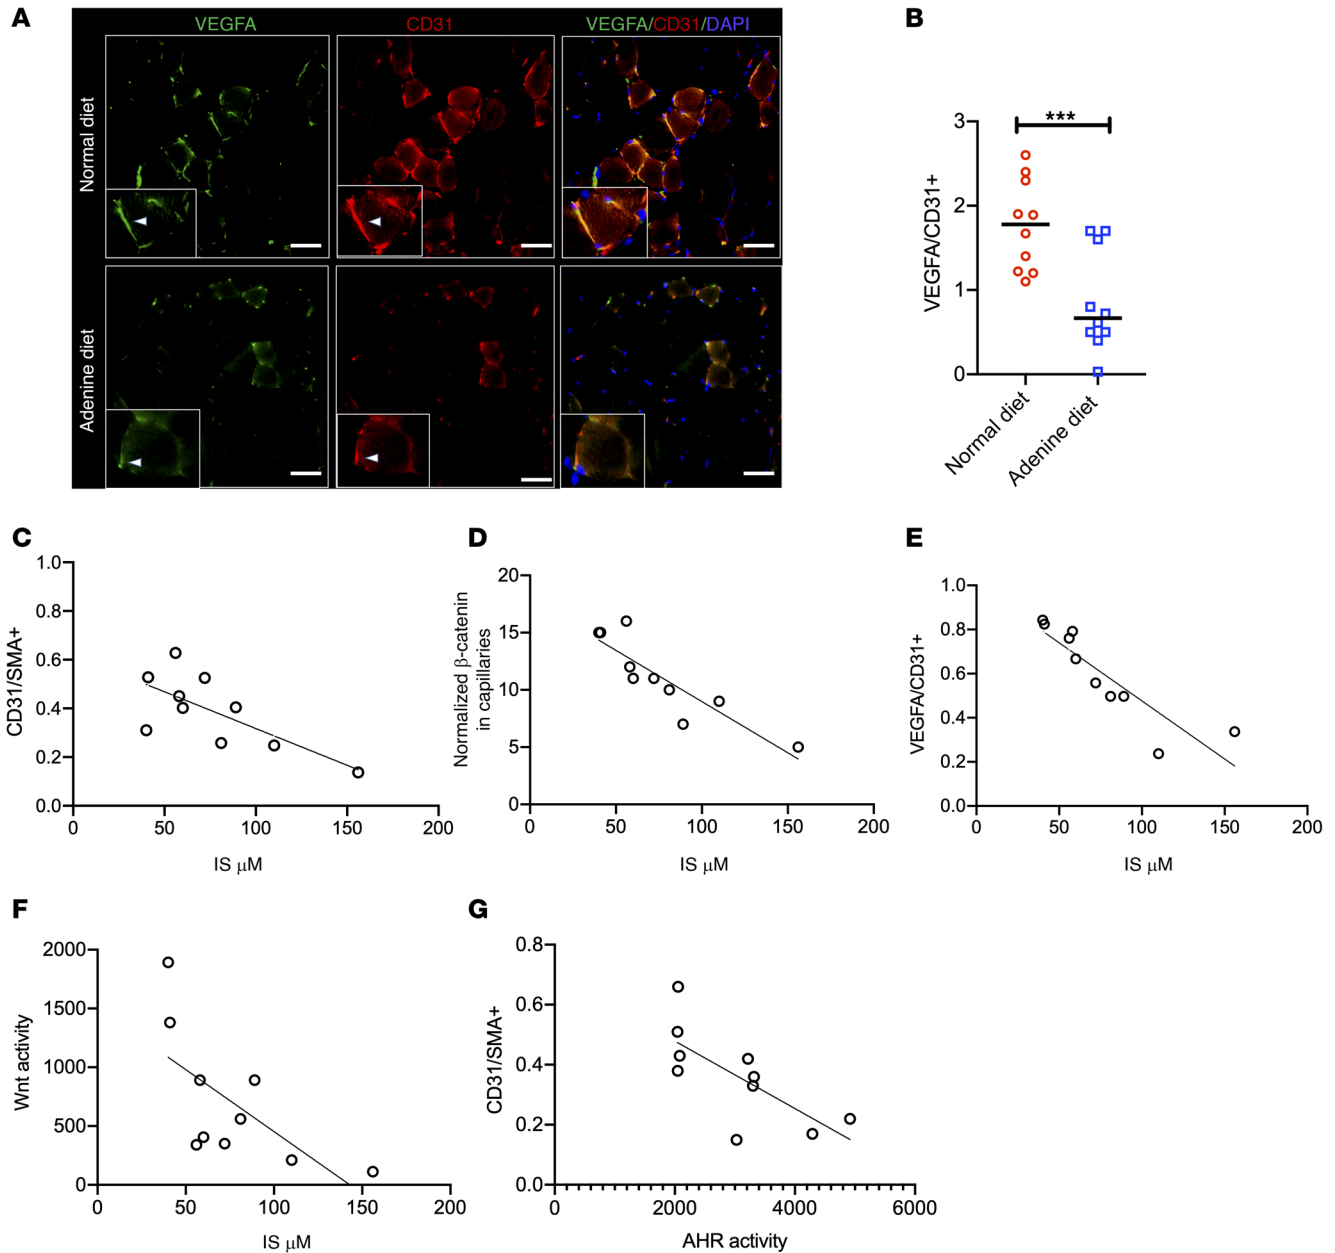 A
VEGFA
CD31
VEGFA/CD31/DAPI
Normal diet
Adenine diet
B
***
VEGFA/CD31+
3
2
1
0
Normal diet
Adenine diet
C
CD31/SMA+
1.0
0.8
0.6
0.4
0.2
0.0
0 50 100 150 200
IS μM
D
Normalized β-catenin
in capillaries
20
15
10
5
0
0 50 100 150 200
IS μM
E
VEGFA/CD31+
1.0
0.8
0.6
0.4
0.2
0.0
0 50 100 150 200
IS μM
F
Wnt activity
2000
1500
1000
500
0
0 50 100 150 200
IS μM
G
CD31/SMA+
0.8
0.6
0.4
0.2
0.0
0 2000 4000 6000
AHR activity